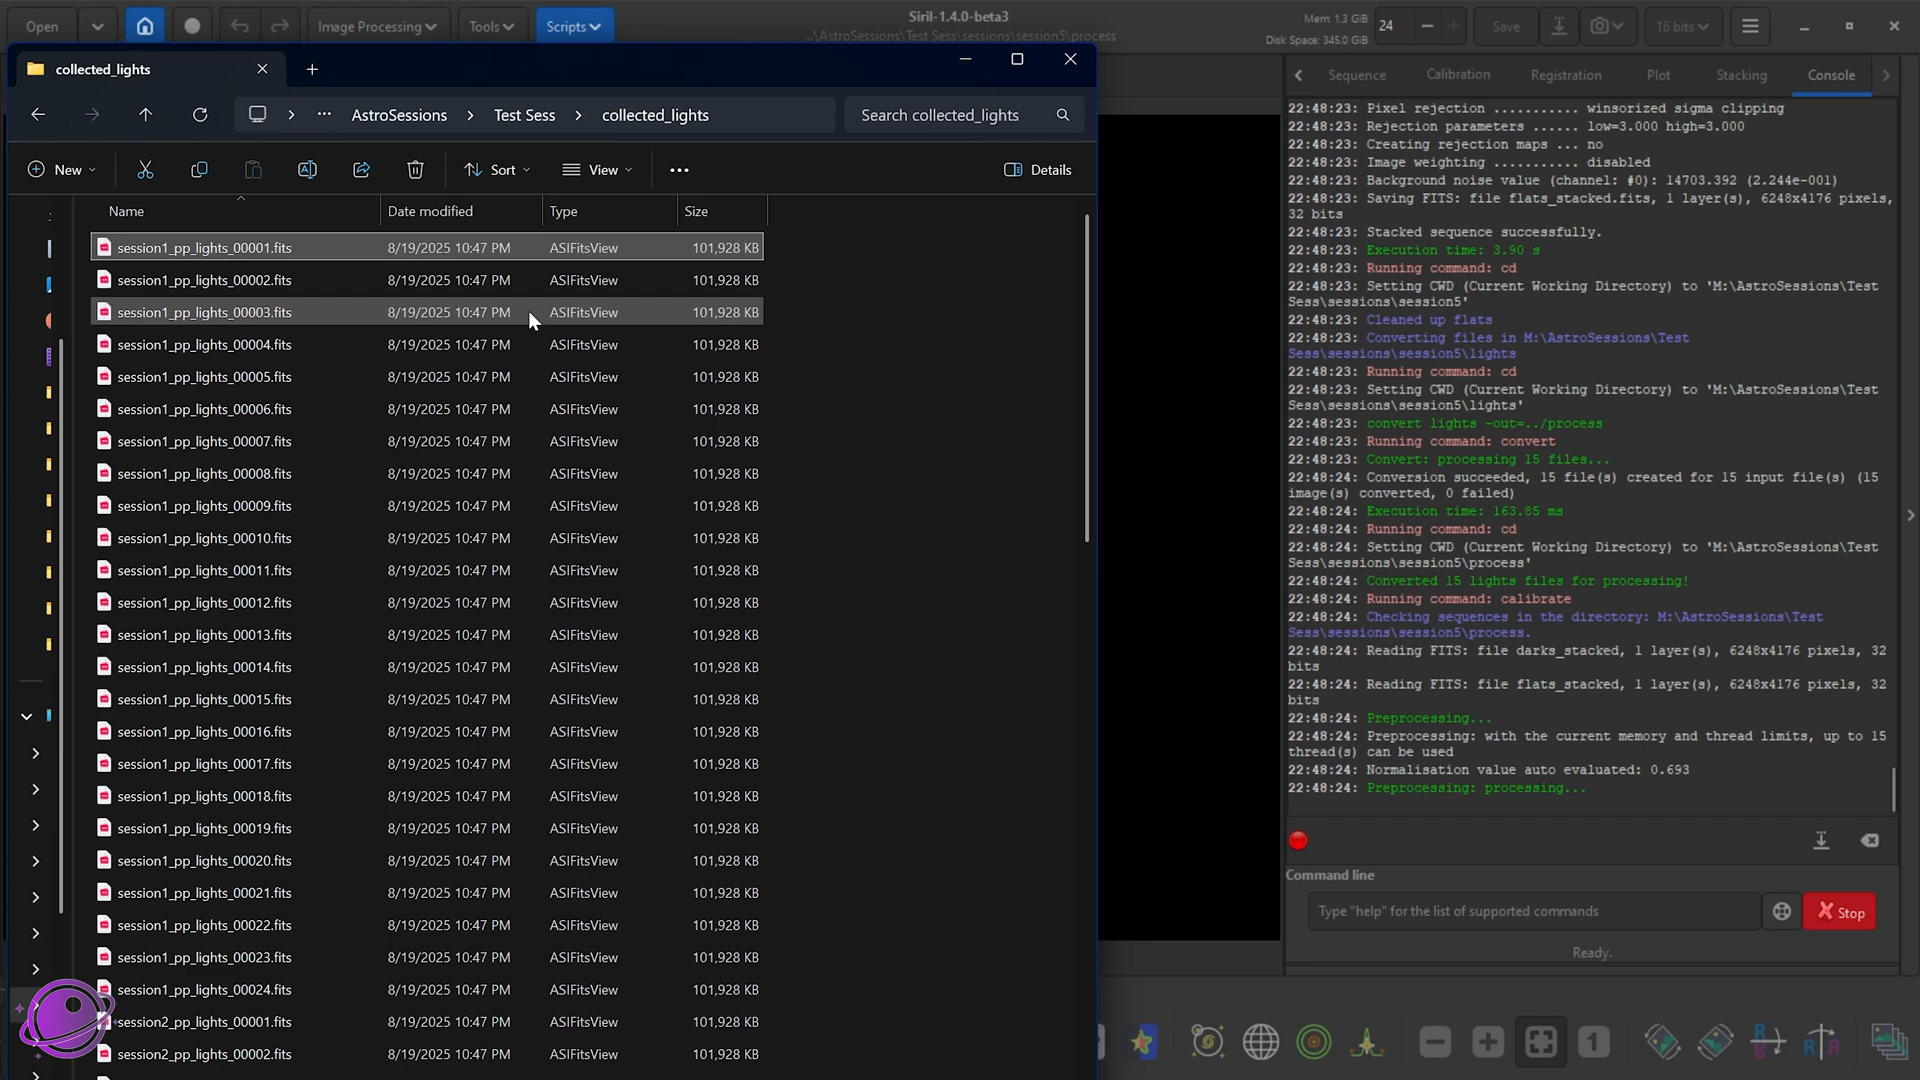 Open
Image Processing
Tools
Scripts
Siril-1.4.0-beta3
...\AstroSessions\Test Sess\sessions\session5\process
Mem: 1.3 GiB
Disk Space: 345.0 GiB
24
Save
16 bits
collected_lights
AstroSessions
Test Sess
collected_lights
Search collected_lights
New
Sort
View
Details
Name Date modified Type Size
session1_pp_lights_00001.fits 8/19/2025 10:47 PM ASIFitsView 101,928 KB
session1_pp_lights_00002.fits 8/19/2025 10:47 PM ASIFitsView 101,928 KB
session1_pp_lights_00003.fits 8/19/2025 10:47 PM ASIFitsView 101,928 KB
session1_pp_lights_00004.fits 8/19/2025 10:47 PM ASIFitsView 101,928 KB
session1_pp_lights_00005.fits 8/19/2025 10:47 PM ASIFitsView 101,928 KB
session1_pp_lights_00006.fits 8/19/2025 10:47 PM ASIFitsView 101,928 KB
session1_pp_lights_00007.fits 8/19/2025 10:47 PM ASIFitsView 101,928 KB
session1_pp_lights_00008.fits 8/19/2025 10:47 PM ASIFitsView 101,928 KB
session1_pp_lights_00009.fits 8/19/2025 10:47 PM ASIFitsView 101,928 KB
session1_pp_lights_00010.fits 8/19/2025 10:47 PM ASIFitsView 101,928 KB
session1_pp_lights_00011.fits 8/19/2025 10:47 PM ASIFitsView 101,928 KB
session1_pp_lights_00012.fits 8/19/2025 10:47 PM ASIFitsView 101,928 KB
session1_pp_lights_00013.fits 8/19/2025 10:47 PM ASIFitsView 101,928 KB
session1_pp_lights_00014.fits 8/19/2025 10:47 PM ASIFitsView 101,928 KB
session1_pp_lights_00015.fits 8/19/2025 10:47 PM ASIFitsView 101,928 KB
session1_pp_lights_00016.fits 8/19/2025 10:47 PM ASIFitsView 101,928 KB
session1_pp_lights_00017.fits 8/19/2025 10:47 PM ASIFitsView 101,928 KB
session1_pp_lights_00018.fits 8/19/2025 10:47 PM ASIFitsView 101,928 KB
session1_pp_lights_00019.fits 8/19/2025 10:47 PM ASIFitsView 101,928 KB
session1_pp_lights_00020.fits 8/19/2025 10:47 PM ASIFitsView 101,928 KB
session1_pp_lights_00021.fits 8/19/2025 10:47 PM ASIFitsView 101,928 KB
session1_pp_lights_00022.fits 8/19/2025 10:47 PM ASIFitsView 101,928 KB
session1_pp_lights_00023.fits 8/19/2025 10:47 PM ASIFitsView 101,928 KB
session1_pp_lights_00024.fits 8/19/2025 10:47 PM ASIFitsView 101,928 KB
session2_pp_lights_00001.fits 8/19/2025 10:47 PM ASIFitsView 101,928 KB
session2_pp_lights_00002.fits 8/19/2025 10:47 PM ASIFitsView 101,928 KB
Sequence Calibration Registration Plot Stacking Console
22:48:23: Pixel rejection ........... winsorized sigma clipping
22:48:23: Rejection parameters ...... low=3.000 high=3.000
22:48:23: Creating rejection maps ... no
22:48:23: Image weighting ........... disabled
22:48:23: Background noise value (channel: #0): 14703.392 (2.244e-001)
22:48:23: Saving FITS: file flats_stacked.fits, 1 layer(s), 6248x4176 pixels,
32 bits
22:48:23: Stacked sequence successfully.
22:48:23: Execution time: 3.90 s
22:48:23: Running command: cd
22:48:23: Setting CWD (Current Working Directory) to 'M:\AstroSessions\Test
Sess\sessions\session5'
22:48:23: Cleaned up flats
22:48:23: Converting files in M:\AstroSessions\Test
Sess\sessions\session5\lights
22:48:23: Running command: cd
22:48:23: Setting CWD (Current Working Directory) to 'M:\AstroSessions\Test
Sess\sessions\session5\lights'
22:48:23: convert lights -out=../process
22:48:23: Running command: convert
22:48:23: Convert: processing 15 files...
22:48:24: Conversion succeeded, 15 file(s) created for 15 input file(s) (15
image(s) converted, 0 failed)
22:48:24: Execution time: 163.85 ms
22:48:24: Running command: cd
22:48:24: Setting CWD (Current Working Directory) to 'M:\AstroSessions\Test
Sess\sessions\session5\process'
22:48:24: Converted 15 lights files for processing!
22:48:24: Running command: calibrate
22:48:24: Checking sequences in the directory: M:\AstroSessions\Test
Sess\sessions\session5\process.
22:48:24: Reading FITS: file darks_stacked, 1 layer(s), 6248x4176 pixels, 32
bits
22:48:24: Reading FITS: file flats_stacked, 1 layer(s), 6248x4176 pixels, 32
bits
22:48:24: Preprocessing...
22:48:24: Preprocessing: with the current memory and thread limits, up to 15
thread(s) can be used
22:48:24: Normalisation value auto evaluated: 0.693
22:48:24: Preprocessing: processing...
Command line
Type "help" for the list of supported commands
Stop
Ready.
1